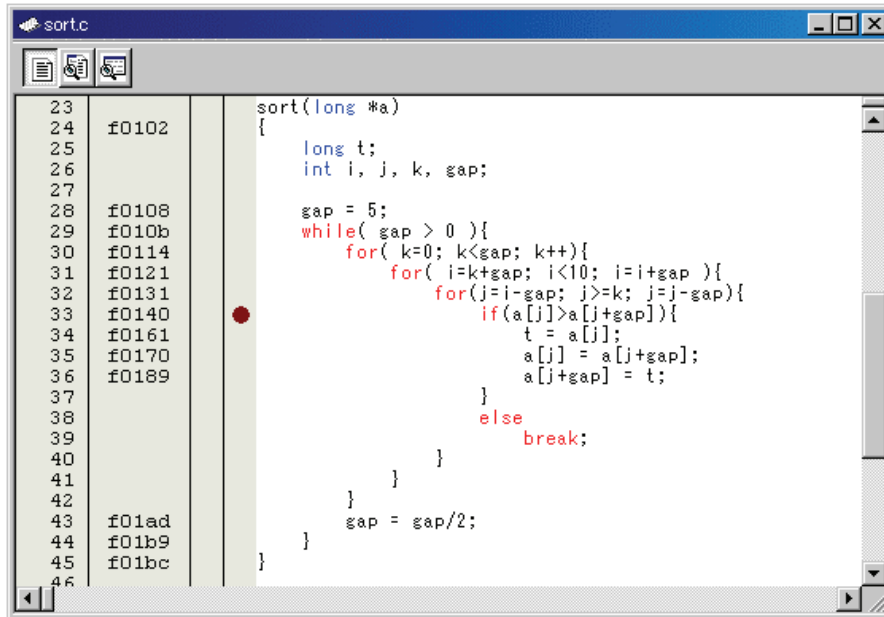 sort.c
23 sort(long *a)
24 f0102 {
25 long t;
26 int i, j, k, gap;
27
28 f0108 gap = 5;
29 f010b while( gap > 0 ){
30 f0114 for( k=0; k<gap; k++){
31 f0121 for( i=k+gap; i<10; i=i+gap ){
32 f0131 for(j=i-gap; j>=k; j=j-gap){
33 f0140 if(a[j]>a[j+gap]){
34 f0161 t = a[j];
35 f0170 a[j] = a[j+gap];
36 f0189 a[j+gap] = t;
37 }
38 else
39 break;
40 }
41 }
42 }
43 f01ad gap = gap/2;
44 f01b9 }
45 f01bc }
46